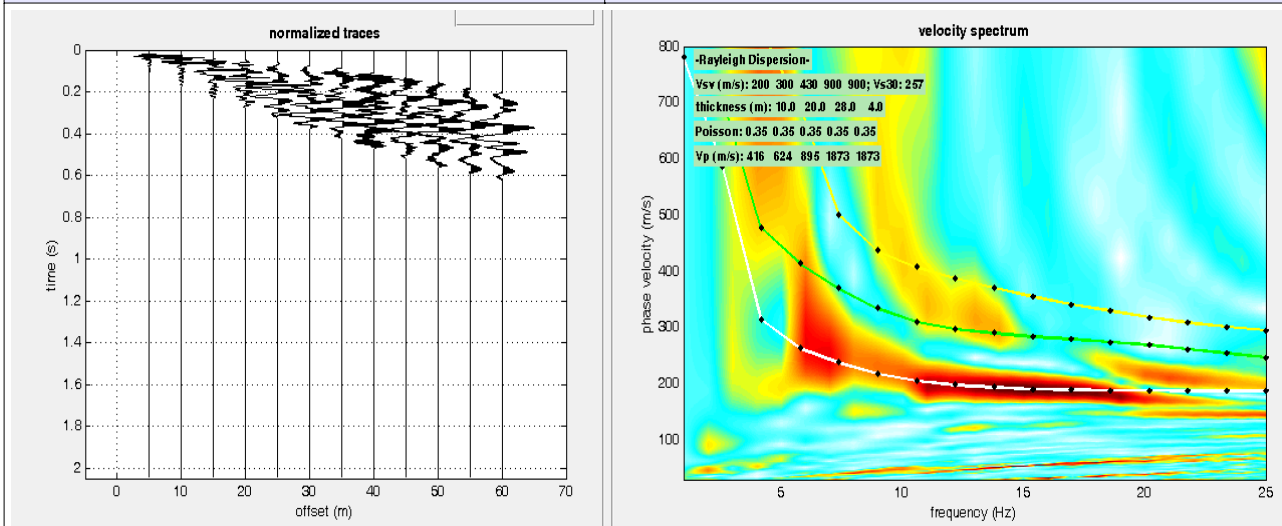 normalized traces
0
0.2
0.4
0.6
0.8
1
1.2
1.4
1.6
1.8
2
time (s)
0 10 20 30 40 50 60 70
offset (m)
velocity spectrum
800
700
600
500
400
300
200
100
phase velocity (m/s)
-Rayleigh Dispersion-
Vsv (m/s): 200 300 430 900 900; Vs30: 257
thickness (m): 10.0 20.0 28.0 4.0
Poisson: 0.35 0.35 0.35 0.35 0.35
Vp (m/s): 416 624 895 1873 1873
5 10 15 20 25
frequency (Hz)